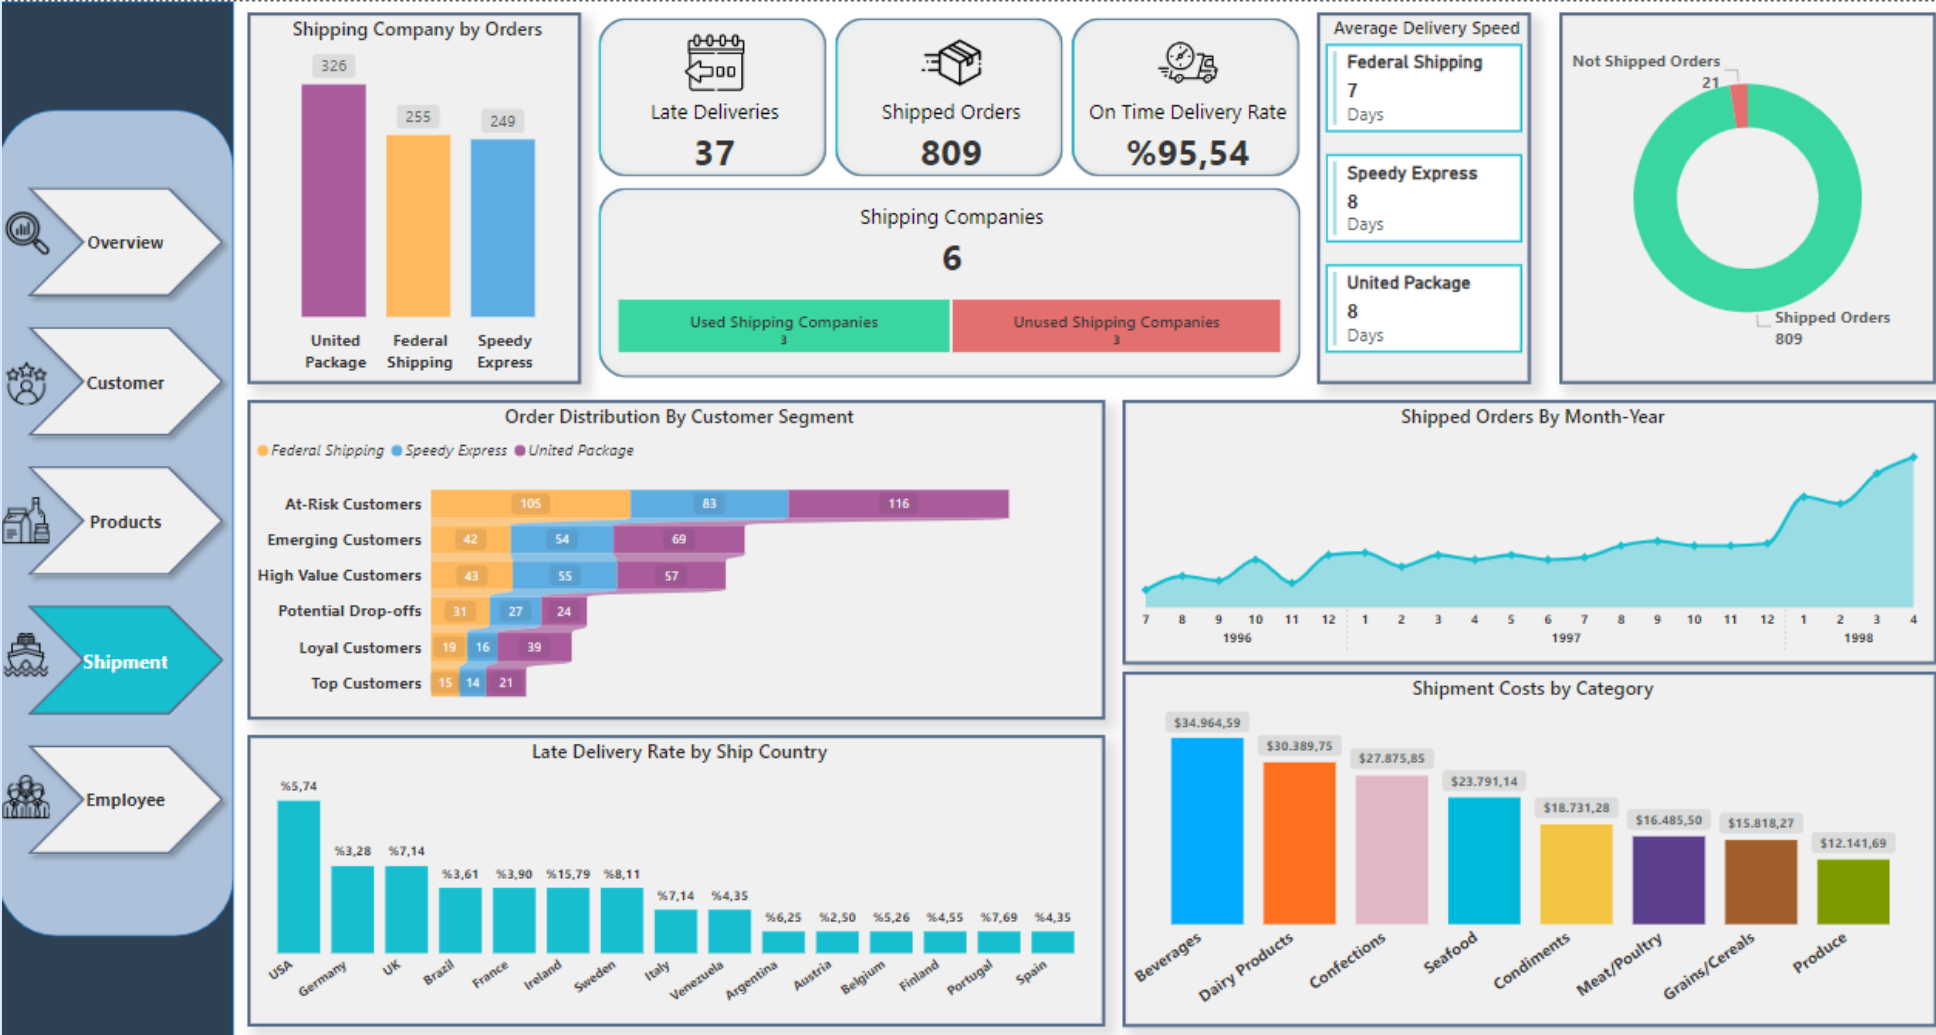 Overview
Customer
Products
Shipment
Employee
Shipping Company by Orders
326
255
249
United Package
Federal Shipping
Speedy Express
Late Deliveries
37
Shipped Orders
809
On Time Delivery Rate
%95,54
Shipping Companies
6
Used Shipping Companies
3
Unused Shipping Companies
3
Average Delivery Speed
Federal Shipping
7
Days
Speedy Express
8
Days
United Package
8
Days
Not Shipped Orders
21
Shipped Orders
809
Order Distribution By Customer Segment
Federal Shipping Speedy Express United Package
At-Risk Customers 105 83 116
Emerging Customers 42 54 69
High Value Customers 43 55 57
Potential Drop-offs 31 27 24
Loyal Customers 19 16 39
Top Customers 15 14 21
Shipped Orders By Month-Year
7 8 9 10 11 12 1 2 3 4 5 6 7 8 9 10 11 12 1 2 3 4
1996 1997 1998
Late Delivery Rate by Ship Country
%5,74 %3,28 %7,14 %3,61 %3,90 %15,79 %8,11 %7,14 %4,35 %6,25 %2,50 %5,26 %4,55 %7,69 %4,35
USA Germany UK Brazil France Ireland Sweden Italy Venezuela Argentina Austria Belgium Finland Portugal Spain
Shipment Costs by Category
$34.964,59 $30.389,75 $27.875,85 $23.791,14 $18.731,28 $16.485,50 $15.818,27 $12.141,69
Beverages Dairy Products Confections Seafood Condiments Meat/Poultry Grains/Cereals Produce